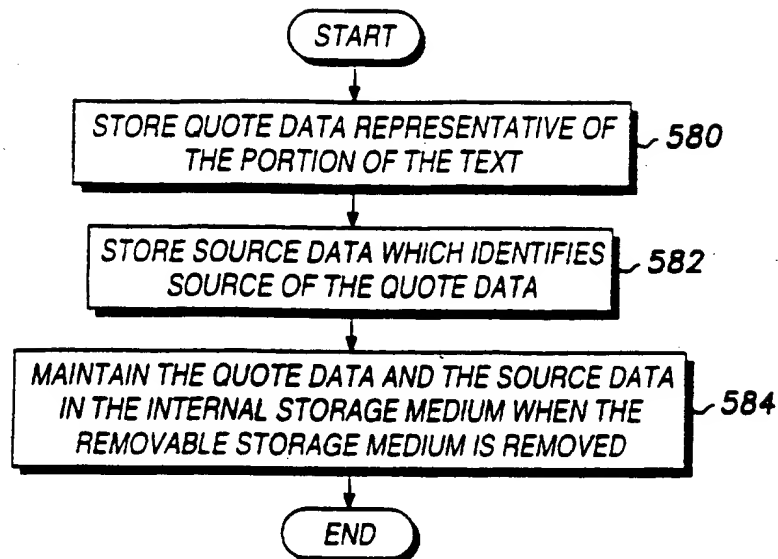 START
STORE QUOTE DATA REPRESENTATIVE OF
THE PORTION OF THE TEXT
580
STORE SOURCE DATA WHICH IDENTIFIES
SOURCE OF THE QUOTE DATA
582
MAINTAIN THE QUOTE DATA AND THE SOURCE DATA
IN THE INTERNAL STORAGE MEDIUM WHEN THE
REMOVABLE STORAGE MEDIUM IS REMOVED
584
END